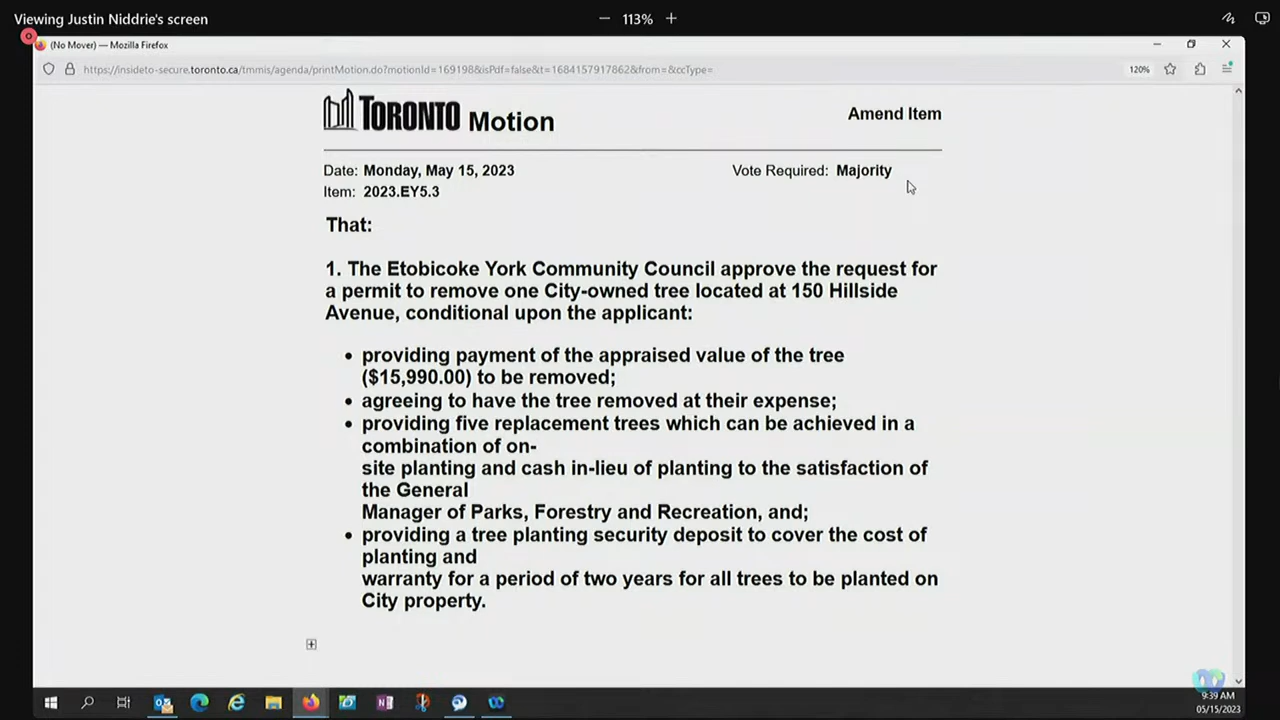 Viewing Justin Niddrie's screen
113%
(No Mover) — Mozilla Firefox
https://insideto-secure.toronto.ca/tmmis/agenda/printMotion.do?motionId=169198&isPdf=false&t=1684157917862&from=&ccType=
120%
TORONTO Motion
Amend Item
Date: Monday, May 15, 2023
Vote Required: Majority
Item: 2023.EY5.3
That:
1. The Etobicoke York Community Council approve the request for
a permit to remove one City-owned tree located at 150 Hillside
Avenue, conditional upon the applicant:
• providing payment of the appraised value of the tree
($15,990.00) to be removed;
• agreeing to have the tree removed at their expense;
• providing five replacement trees which can be achieved in a
combination of on-
site planting and cash in-lieu of planting to the satisfaction of
the General
Manager of Parks, Forestry and Recreation, and;
• providing a tree planting security deposit to cover the cost of
planting and
warranty for a period of two years for all trees to be planted on
City property.
9:39 AM
05/15/2023